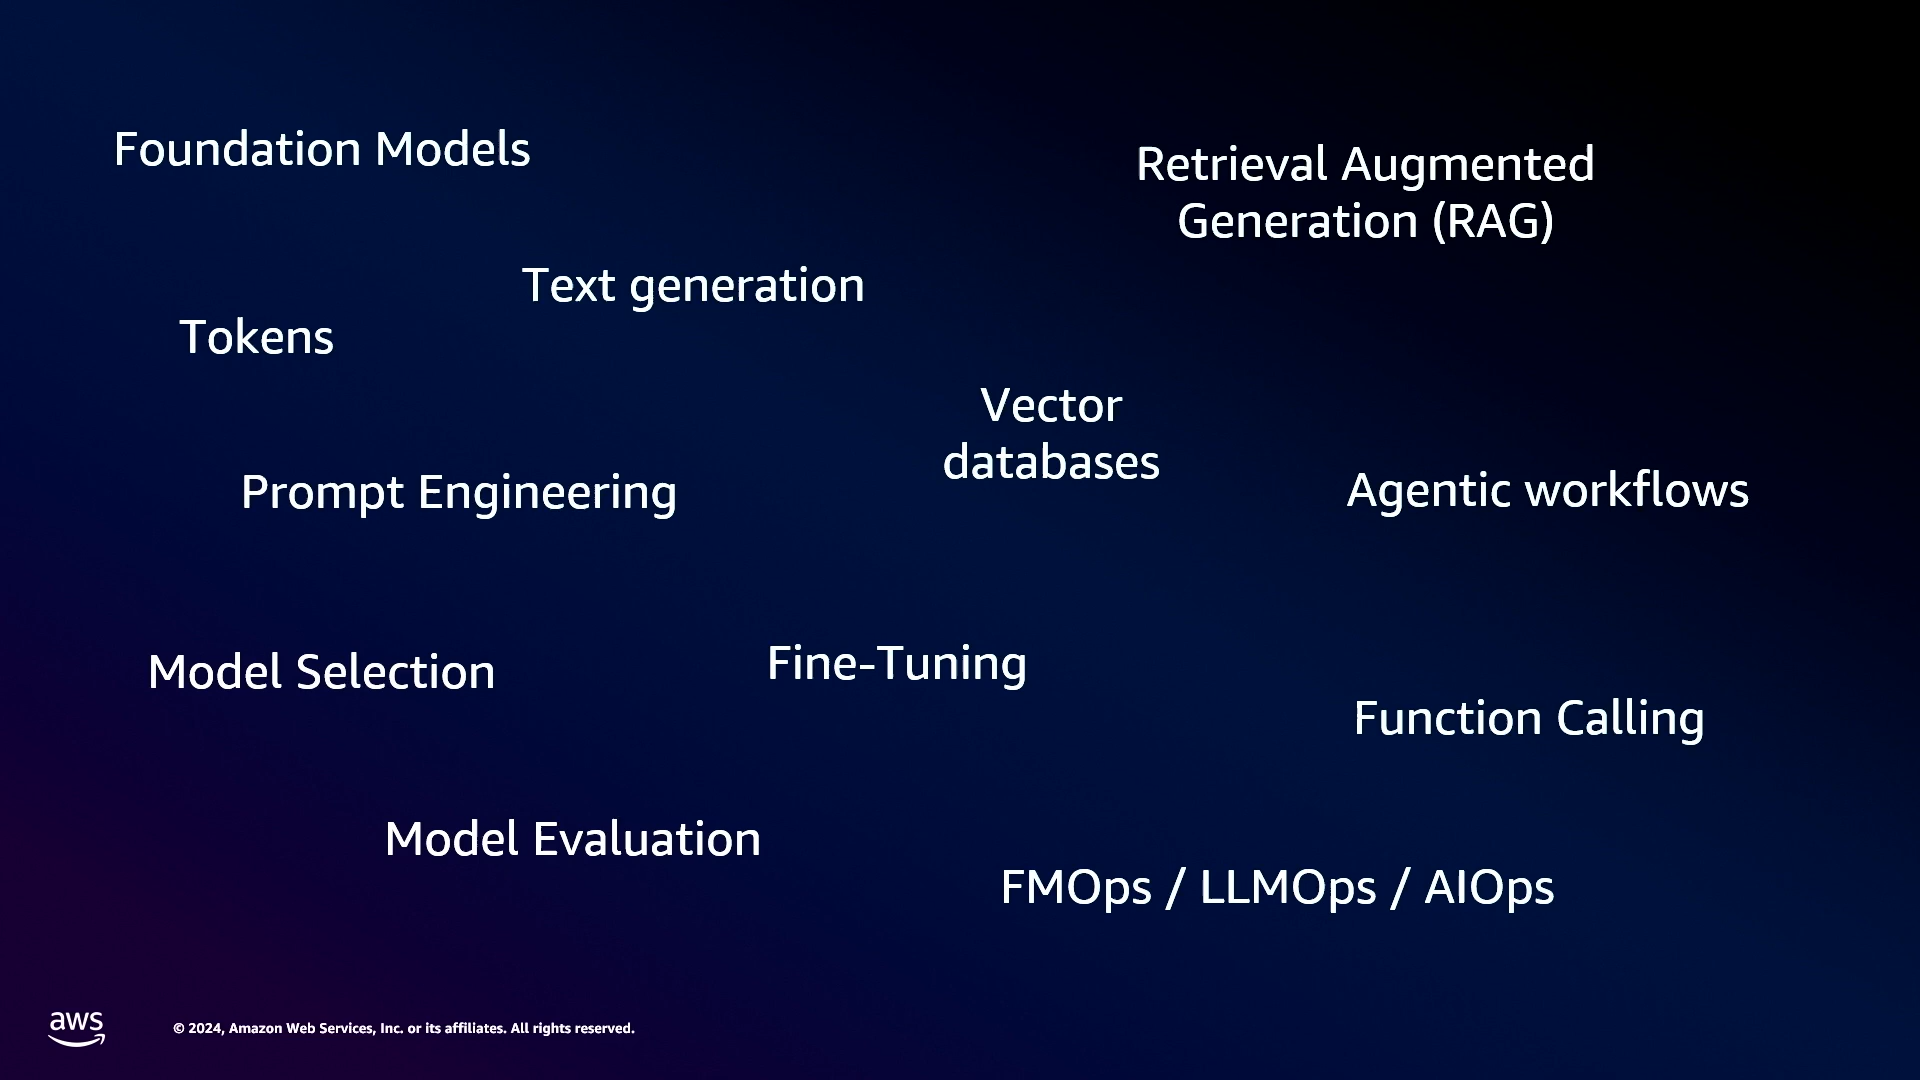 Foundation Models
Retrieval Augmented
Generation (RAG)
Text generation
Tokens
Vector
databases
Prompt Engineering
Agentic workflows
Model Selection
Fine-Tuning
Function Calling
Model Evaluation
FMOps / LLMOps / AIOps
aws
© 2024, Amazon Web Services, Inc. or its affiliates. All rights reserved.